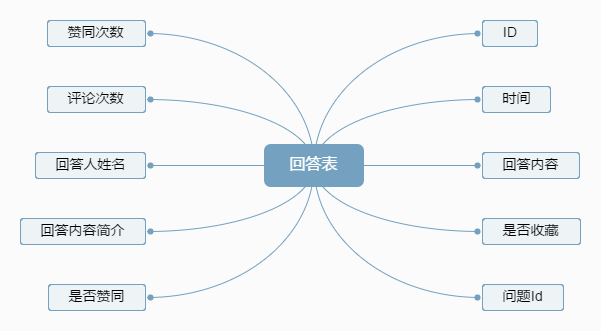 赞同次数
评论次数
回答人姓名
回答内容简介
是否赞同
回答表
ID
时间
回答内容
是否收藏
问题Id